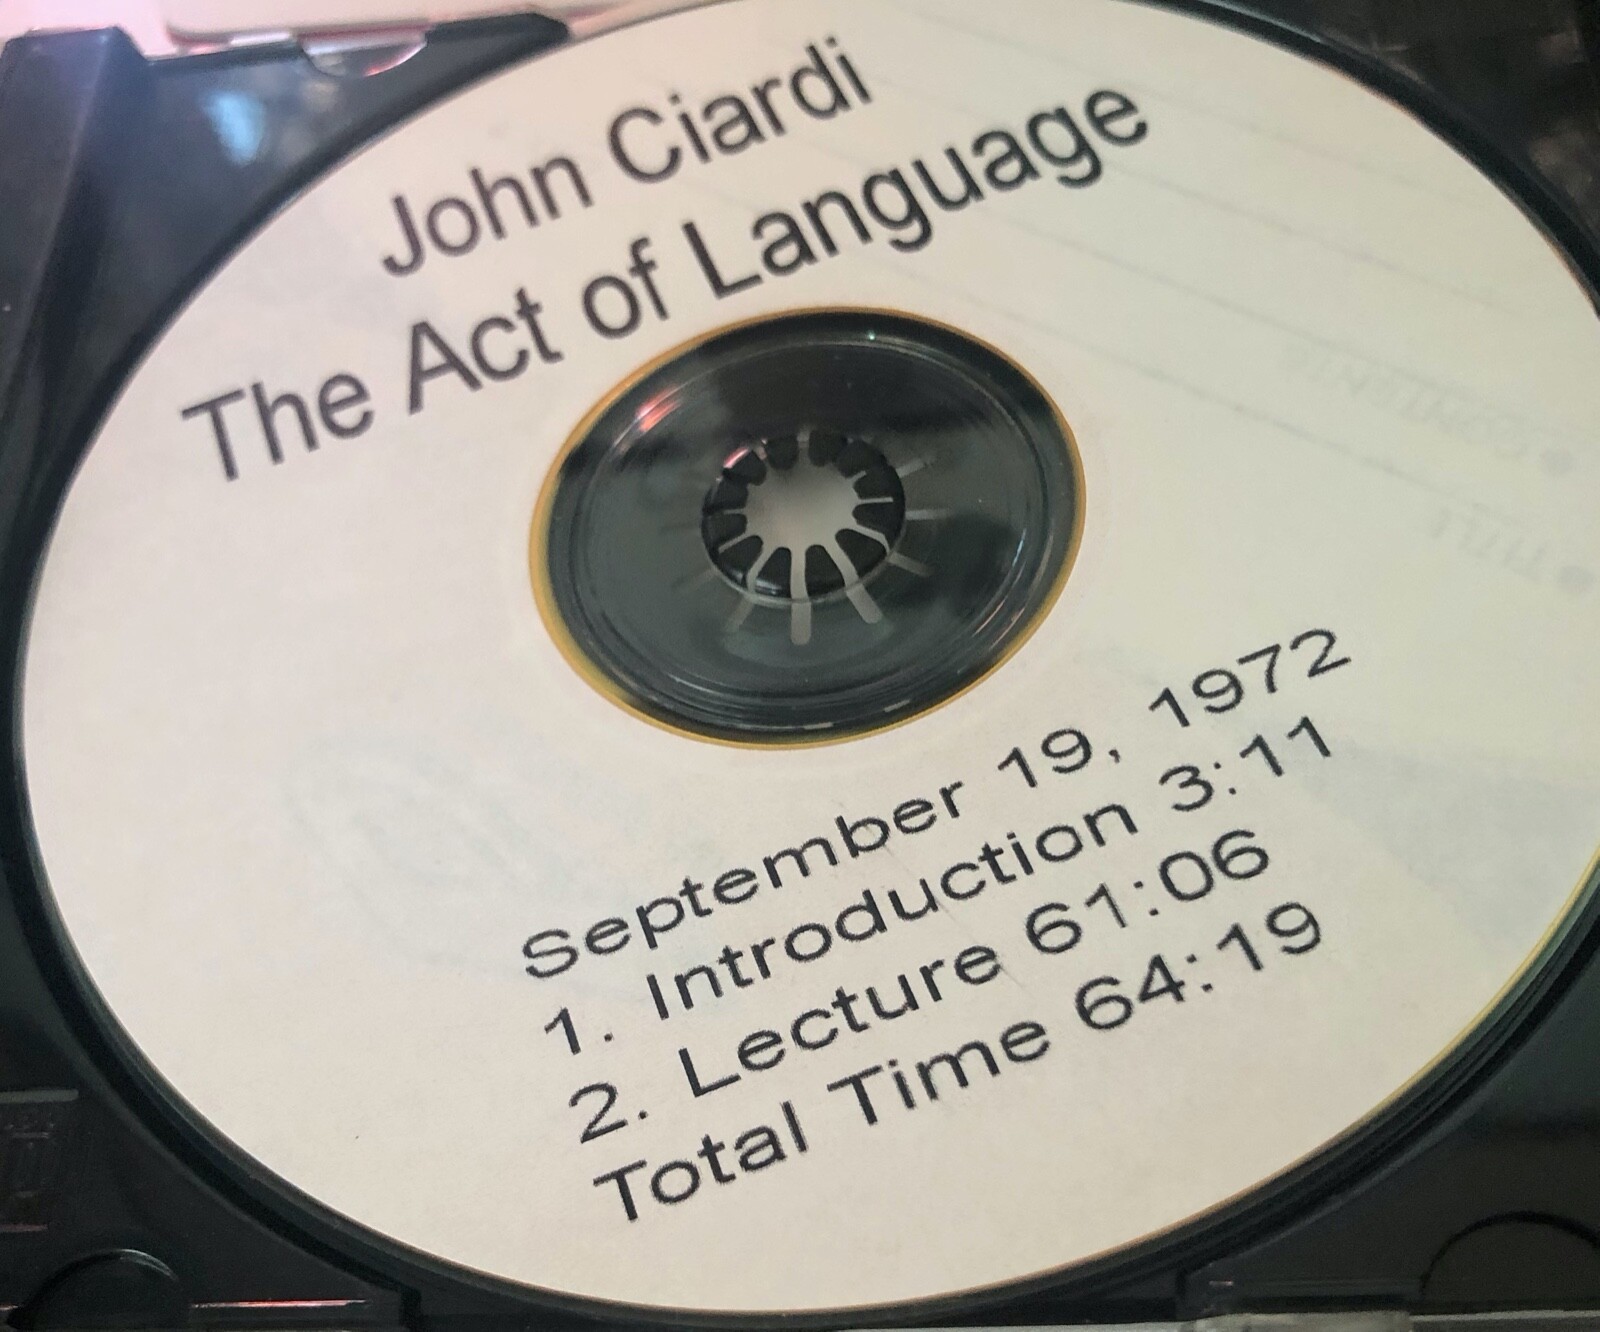 John Ciardi
The Act of Language
September 19, 1972
1. Introduction 3:11
2. Lecture 61:06
Total Time 64:19